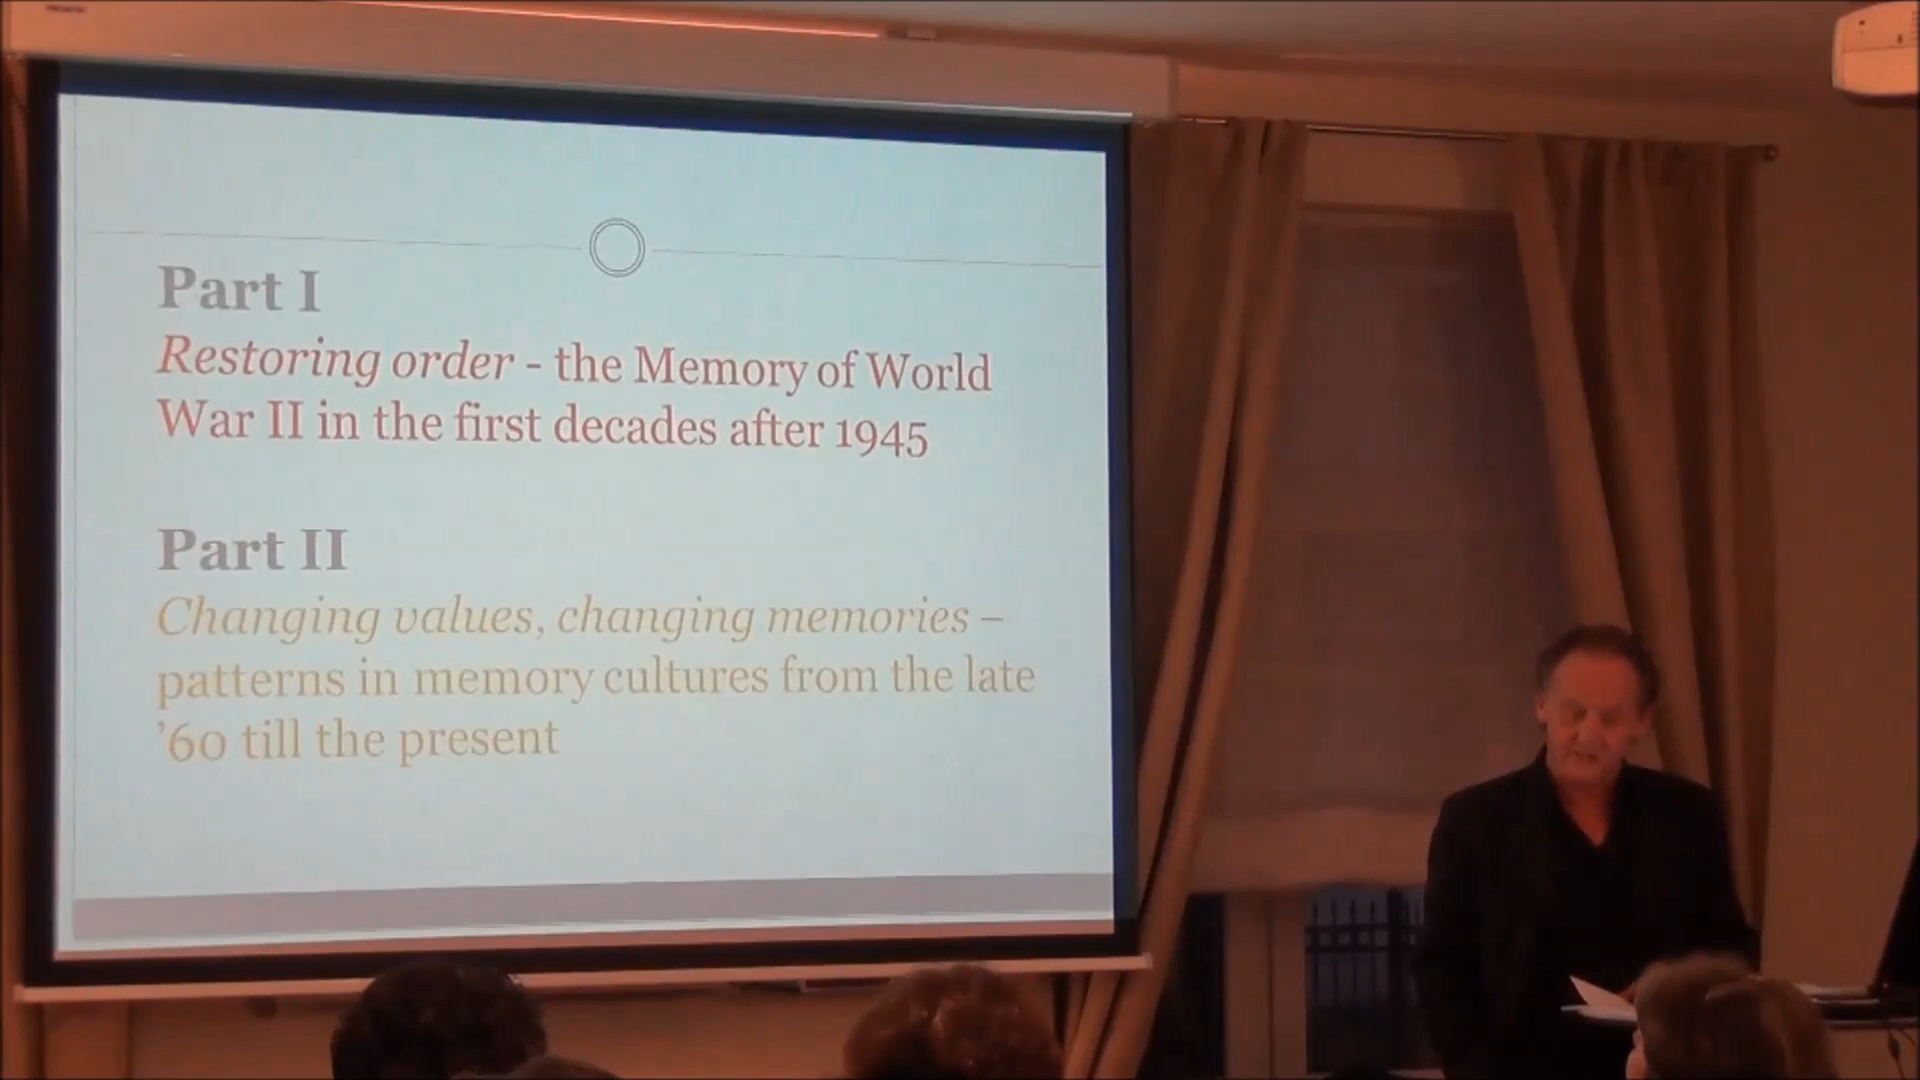 Part I
Restoring order - the Memory of World
War II in the first decades after 1945
Part II
Changing values, changing memories –
patterns in memory cultures from the late
’60 till the present